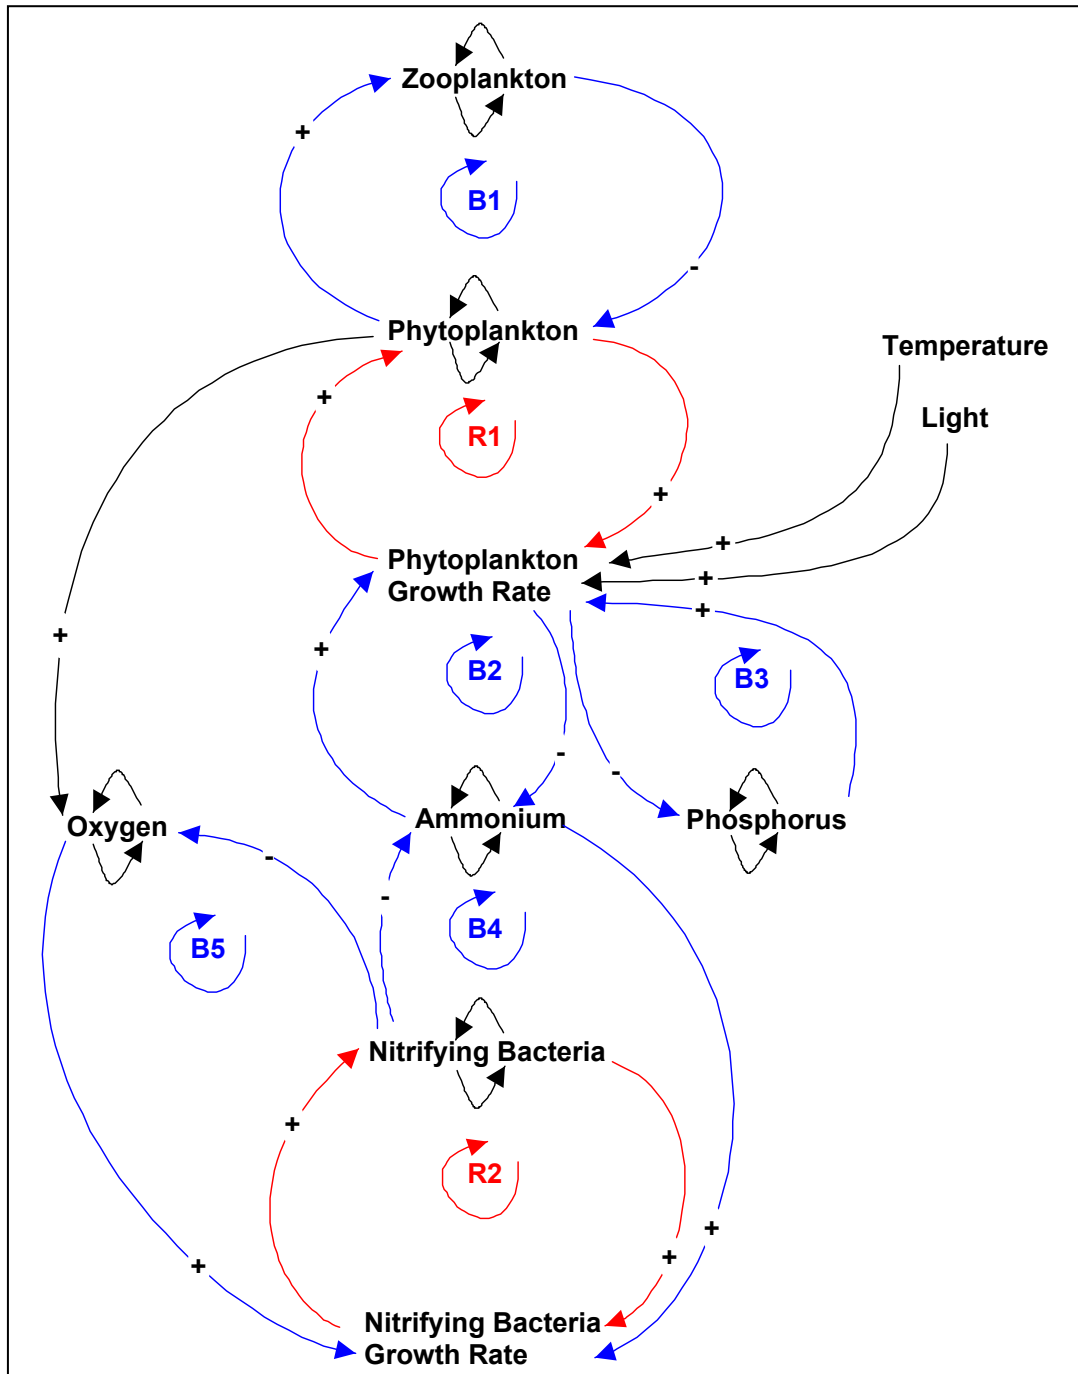 Zooplankton
+
B1
-
Phytoplankton
Temperature
+
R1
Light
+
Phytoplankton
Growth Rate
+
+
+
+
+
B2
B3
-
-
Oxygen
Ammonium
Phosphorus
-
-
B5
B4
Nitrifying Bacteria
+
R2
+
+
+
Nitrifying Bacteria
Growth Rate